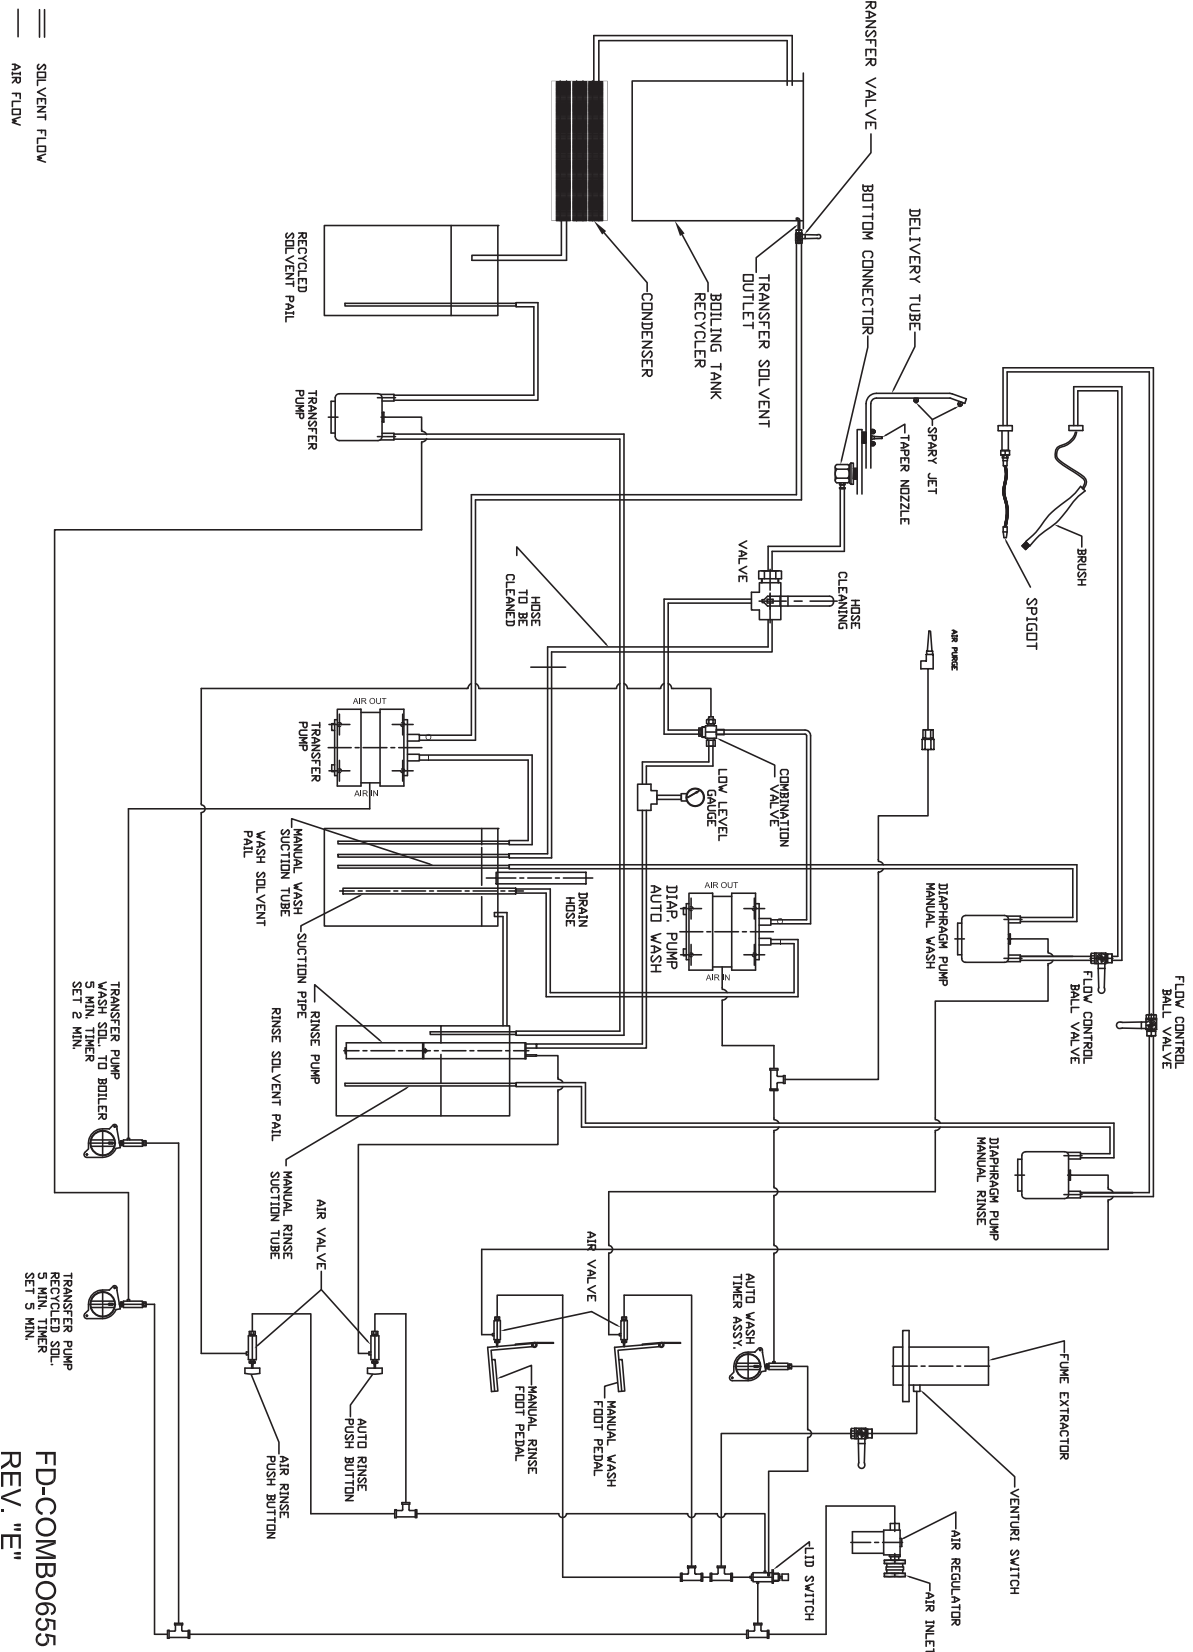 SOLVENT FLOW
AIR FLOW
RANSFER VALVE
BOTTOM CONNECTOR
DELIVERY TUBE
TRANSFER SOLVENT
OUTLET
BOILING TANK
RECYCLER
CONDENSER
RECYCLED
SOLVENT PAIL
TRANSFER
PUMP
SPARY JET
TAPER NOZZLE
BRUSH
SPIGOT
AIR PURGE
HOSE
CLEANING
VALVE
HOSE
TO BE
CLEANED
AIR OUT
TRANSFER
PUMP
AIR IN
COMBINATION
VALVE
LOW LEVEL
GAUGE
MANUAL WASH
SUCTION TUBE
WASH SOLVENT
PAIL
DRAIN
HOSE
AIR OUT
DIAP. PUMP
AUTO WASH
AIR IN
DIAPHRAGM PUMP
MANUAL WASH
FLOW CONTROL
BALL VALVE
FLOW CONTROL
BALL VALVE
SUCTION PIPE
RINSE PUMP
RINSE SOLVENT PAIL
MANUAL RINSE
SUCTION TUBE
DIAPHRAGM PUMP
MANUAL RINSE
TRANSFER PUMP
WASH SOL. TO BOILER
5 MIN. TIMER
SET 2 MIN.
TRANSFER PUMP
RECYCLED SOL.
5 MIN. TIMER
SET 5 MIN.
AIR VALVE
AIR VALVE
AUTO WASH
TIMER ASSY.
FUME EXTRACTOR
VENTURI SWITCH
MANUAL WASH
FOOT PEDAL
MANUAL RINSE
FOOT PEDAL
AUTO RINSE
PUSH BUTTON
AIR RINSE
PUSH BUTTON
LID SWITCH
AIR REGULATOR
AIR INLET
FD-COMBO655
REV. "E"